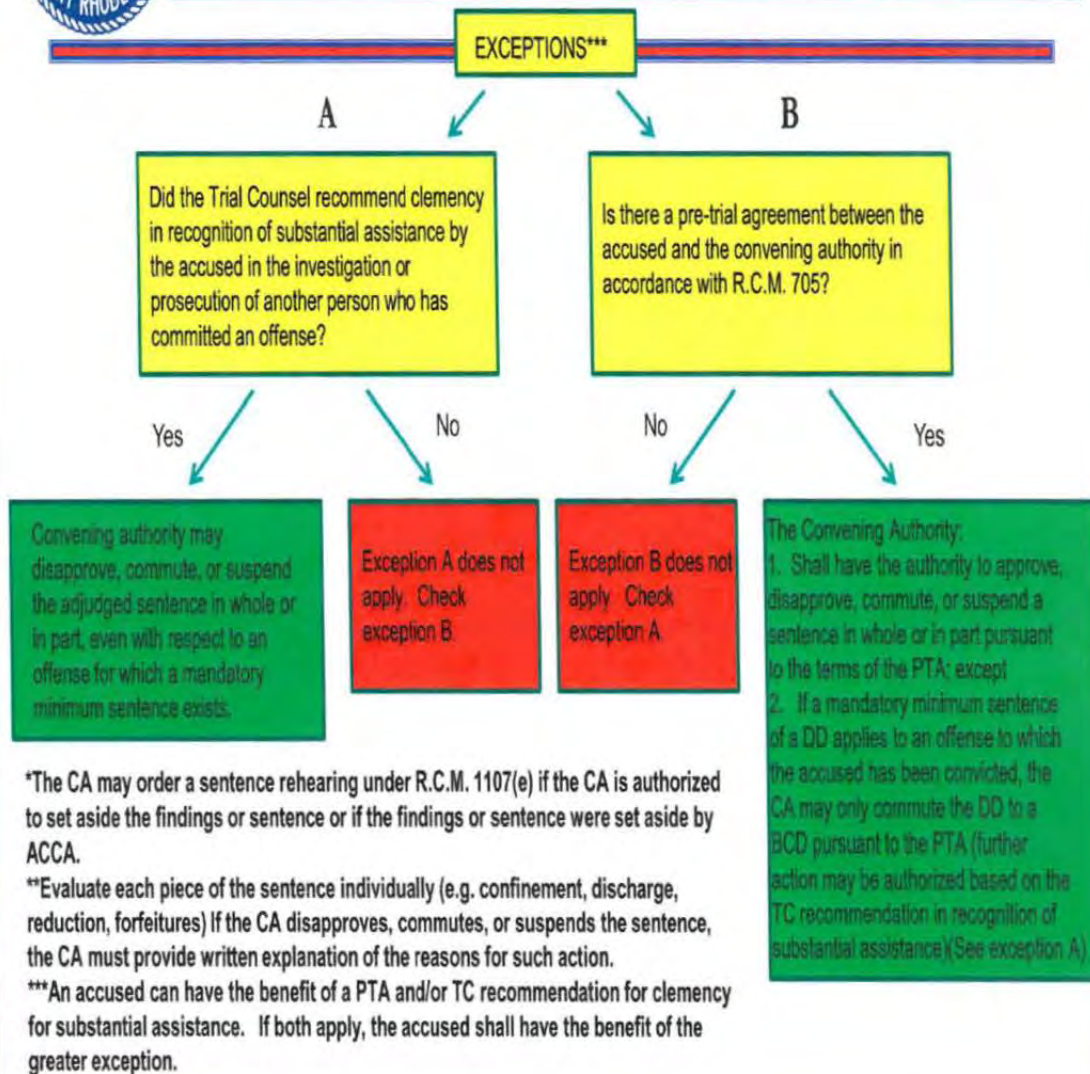 RHODE
EXCEPTIONS***
A
B
Did the Trial Counsel recommend clemency
in recognition of substantial assistance by
the accused in the investigation or
prosecution of another person who has
committed an offense?
Is there a pre-trial agreement between the
accused and the convening authority in
accordance with R.C.M. 705?
Yes
No
No
Yes
Convening authority may
disapprove, commute, or suspend
the adjudged sentence in whole or
in part, even with respect to an
offense for which a mandatory
minimum sentence exists.
Exception A does not
apply. Check
exception B.
Exception B does not
apply. Check
exception A.
The Convening Authority:
1. Shall have the authority to approve,
disapprove, commute, or suspend a
sentence in whole or in part pursuant
to the terms of the PTA; except
2. If a mandatory minimum sentence
of a DD applies to an offense to which
the accused has been convicted, the
CA may only commute the DD to a
BCD pursuant to the PTA (further
action may be authorized based on the
TC recommendation in recognition of
substantial assistance)(See exception A)
*The CA may order a sentence rehearing under R.C.M. 1107(e) if the CA is authorized
to set aside the findings or sentence or if the findings or sentence were set aside by
ACCA.
**Evaluate each piece of the sentence individually (e.g. confinement, discharge,
reduction, forfeitures) If the CA disapproves, commutes, or suspends the sentence,
the CA must provide written explanation of the reasons for such action.
***An accused can have the benefit of a PTA and/or TC recommendation for clemency
for substantial assistance. If both apply, the accused shall have the benefit of the
greater exception.